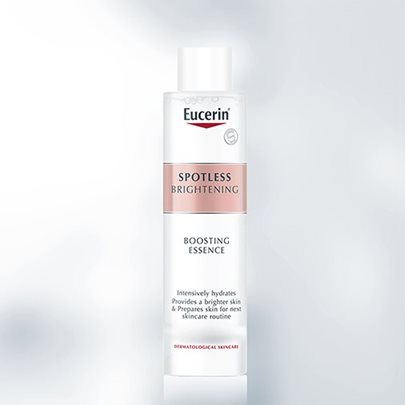 Eucerin®
SPOTLESS
BRIGHTENING
BOOSTING
ESSENCE
Intensively hydrates
Provides a brighter skin
& Prepares skin for next
skincare routine
DERMATOLOGICAL SKINCARE